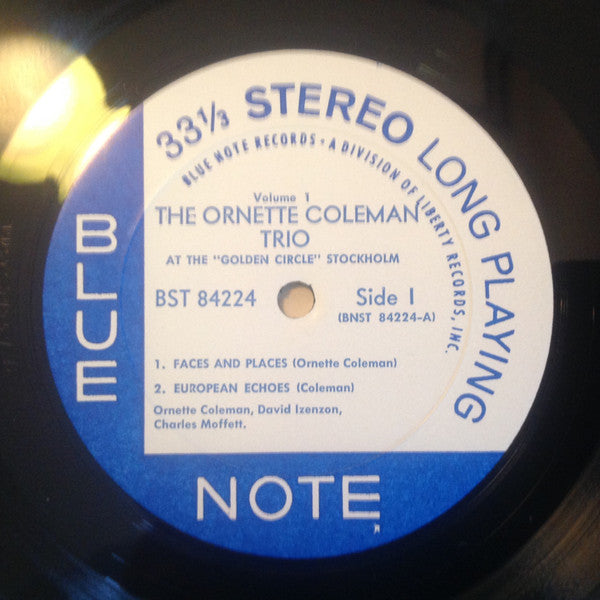 33⅓ STEREO LONG PLAYING
BLUE NOTE RECORDS • A DIVISION OF LIBERTY RECORDS, INC.
Volume 1
THE ORNETTE COLEMAN
TRIO
AT THE "GOLDEN CIRCLE" STOCKHOLM
BST 84224
Side 1
(BNST 84224-A)
1. FACES AND PLACES (Ornette Coleman)
2. EUROPEAN ECHOES (Coleman)
Ornette Coleman, David Izenzon,
Charles Moffett.
BLUE
NOTE